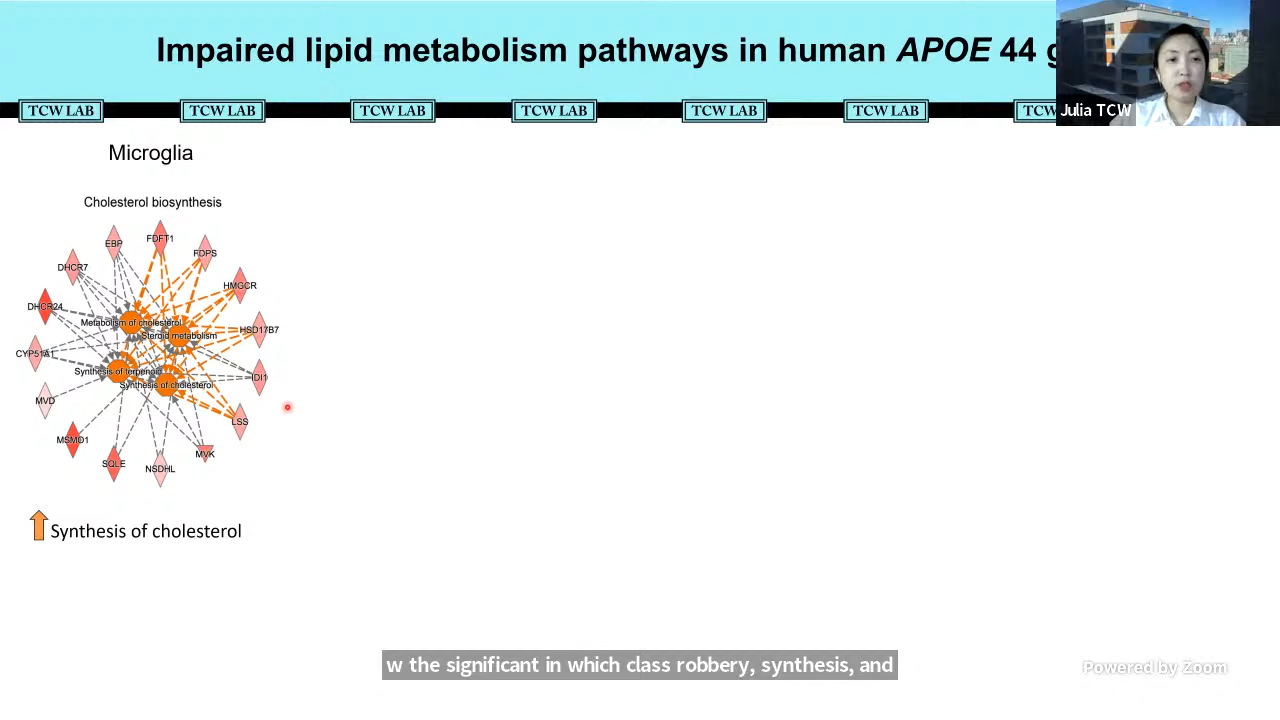 Impaired lipid metabolism pathways in human APOE 44 g
Julia TCW
TCW LAB TCW LAB TCW LAB TCW LAB TCW LAB TCW LAB TCW
Microglia
Cholesterol biosynthesis
FDFT1
EBP
FDPS
DHCR7
HMGCR
DHCR24
Metabolism of cholesterol
HSD17B7
Steroid metabolism
CYP51A1
Synthesis of terpenoid
IDI1
Synthesis of cholesterol
MVD
LSS
MSMO1
MVK
SQLE
NSDHL
Synthesis of cholesterol
w the significant in which class robbery, synthesis, and
Powered by Zoom